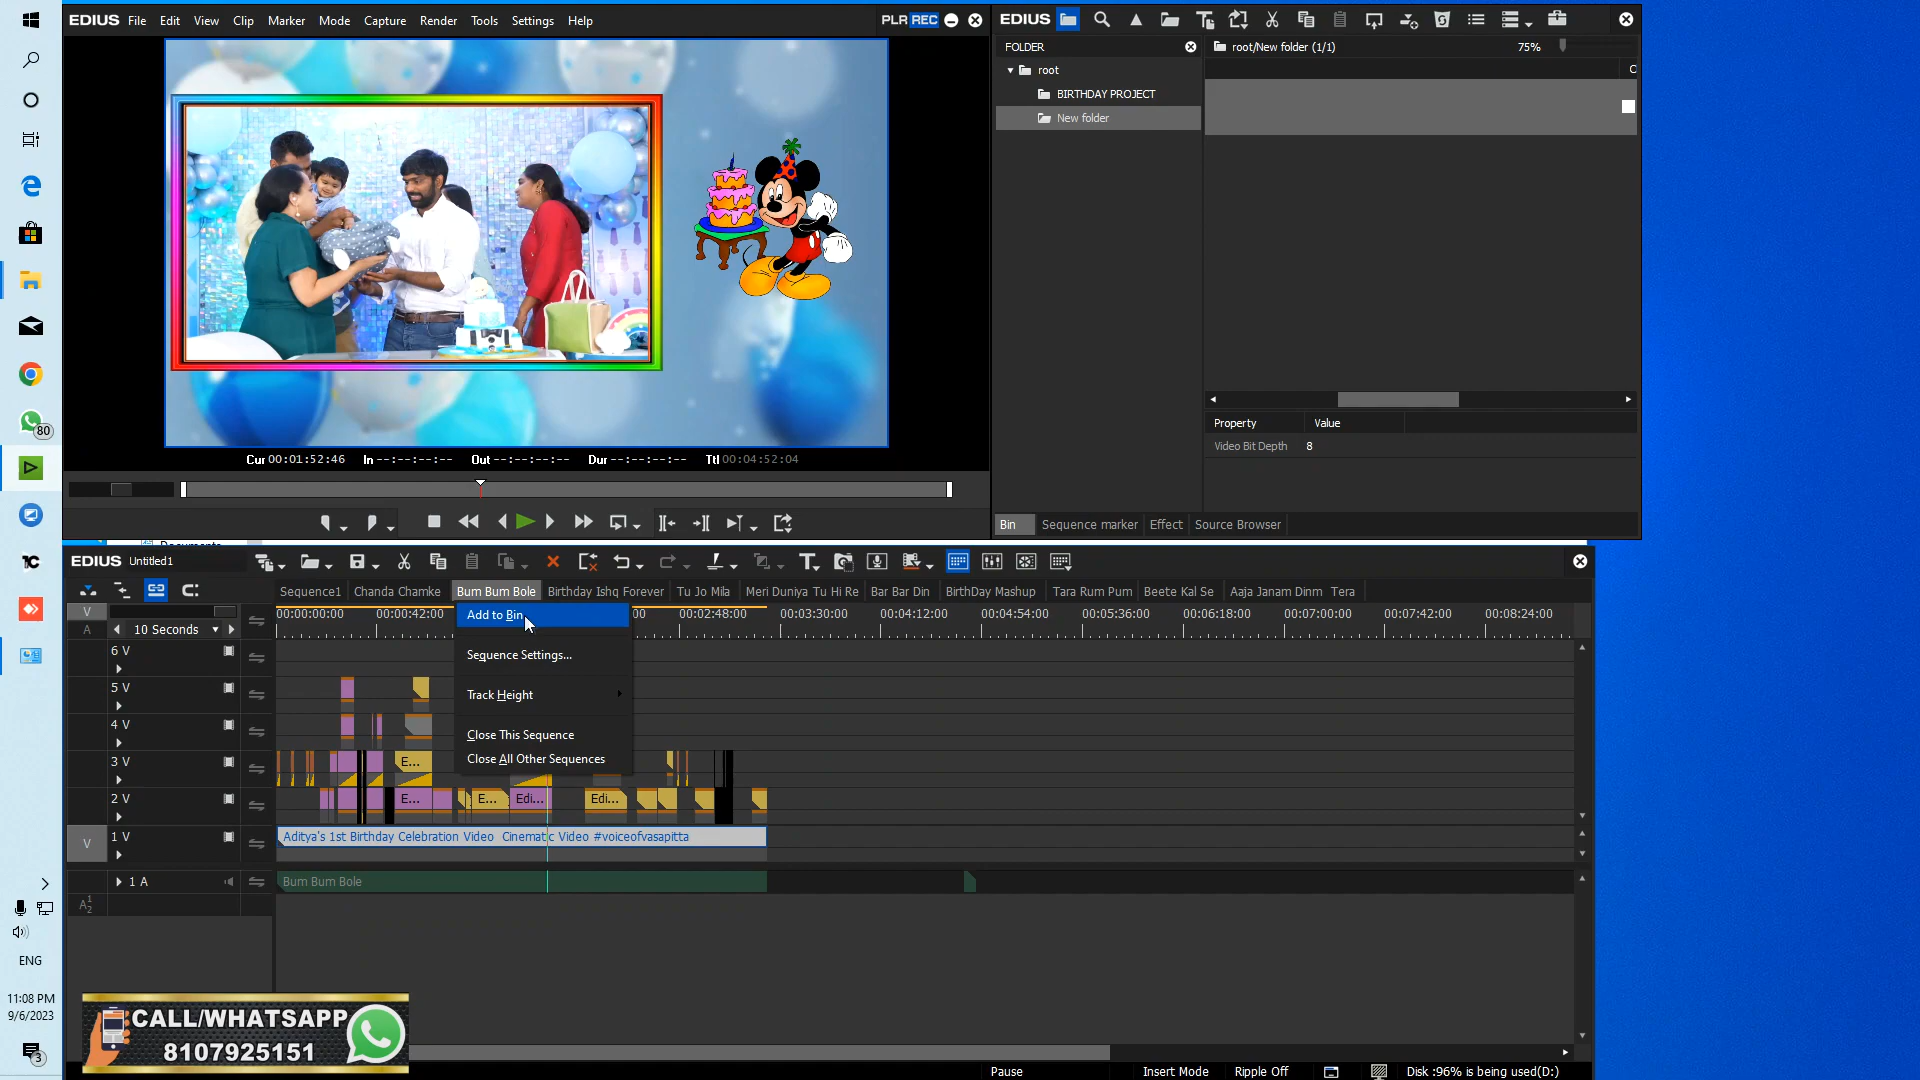 EDIUS File Edit View Clip Marker Mode Capture Render Tools Settings Help PLR REC
EDIUS
FOLDER
root/New folder (1/1) 75%
root
BIRTHDAY PROJECT
New folder
Cur 00:01:52:46 In --:--:--:-- Out --:--:--:-- Dur --:--:--:-- Ttl 00:04:52:04
Property Value
Video Bit Depth 8
Bin Sequence marker Effect Source Browser
EDIUS Untitled1
Sequence1 Chanda Chamke Bum Bum Bole Birthday Ishq Forever Tu Jo Mila Meri Duniya Tu Hi Re Bar Bar Din BirthDay Mashup Tara Rum Pum Beete Kal Se Aaja Janam Dinm Tera
V 00:00:00:00 00:00:42:00 00 00:02:48:00 00:03:30:00 00:04:12:00 00:04:54:00 00:05:36:00 00:06:18:00 00:07:00:00 00:07:42:00 00:08:24:00
A 10 Seconds
Add to Bin
Sequence Settings...
Track Height
Close This Sequence
Close All Other Sequences
6 V
5 V
4 V
3 V E...
2 V E... E... Edi... Edi...
V 1 V Aditya's 1st Birthday Celebration Video Cinematic Video #voiceofvasapitta
1 A Bum Bum Bole
A 1 2
80
ENG
11:08 PM
9/6/2023
3
CALL/WHATSAPP
8107925151
Pause Insert Mode Ripple Off Disk :96% is being used(D:)